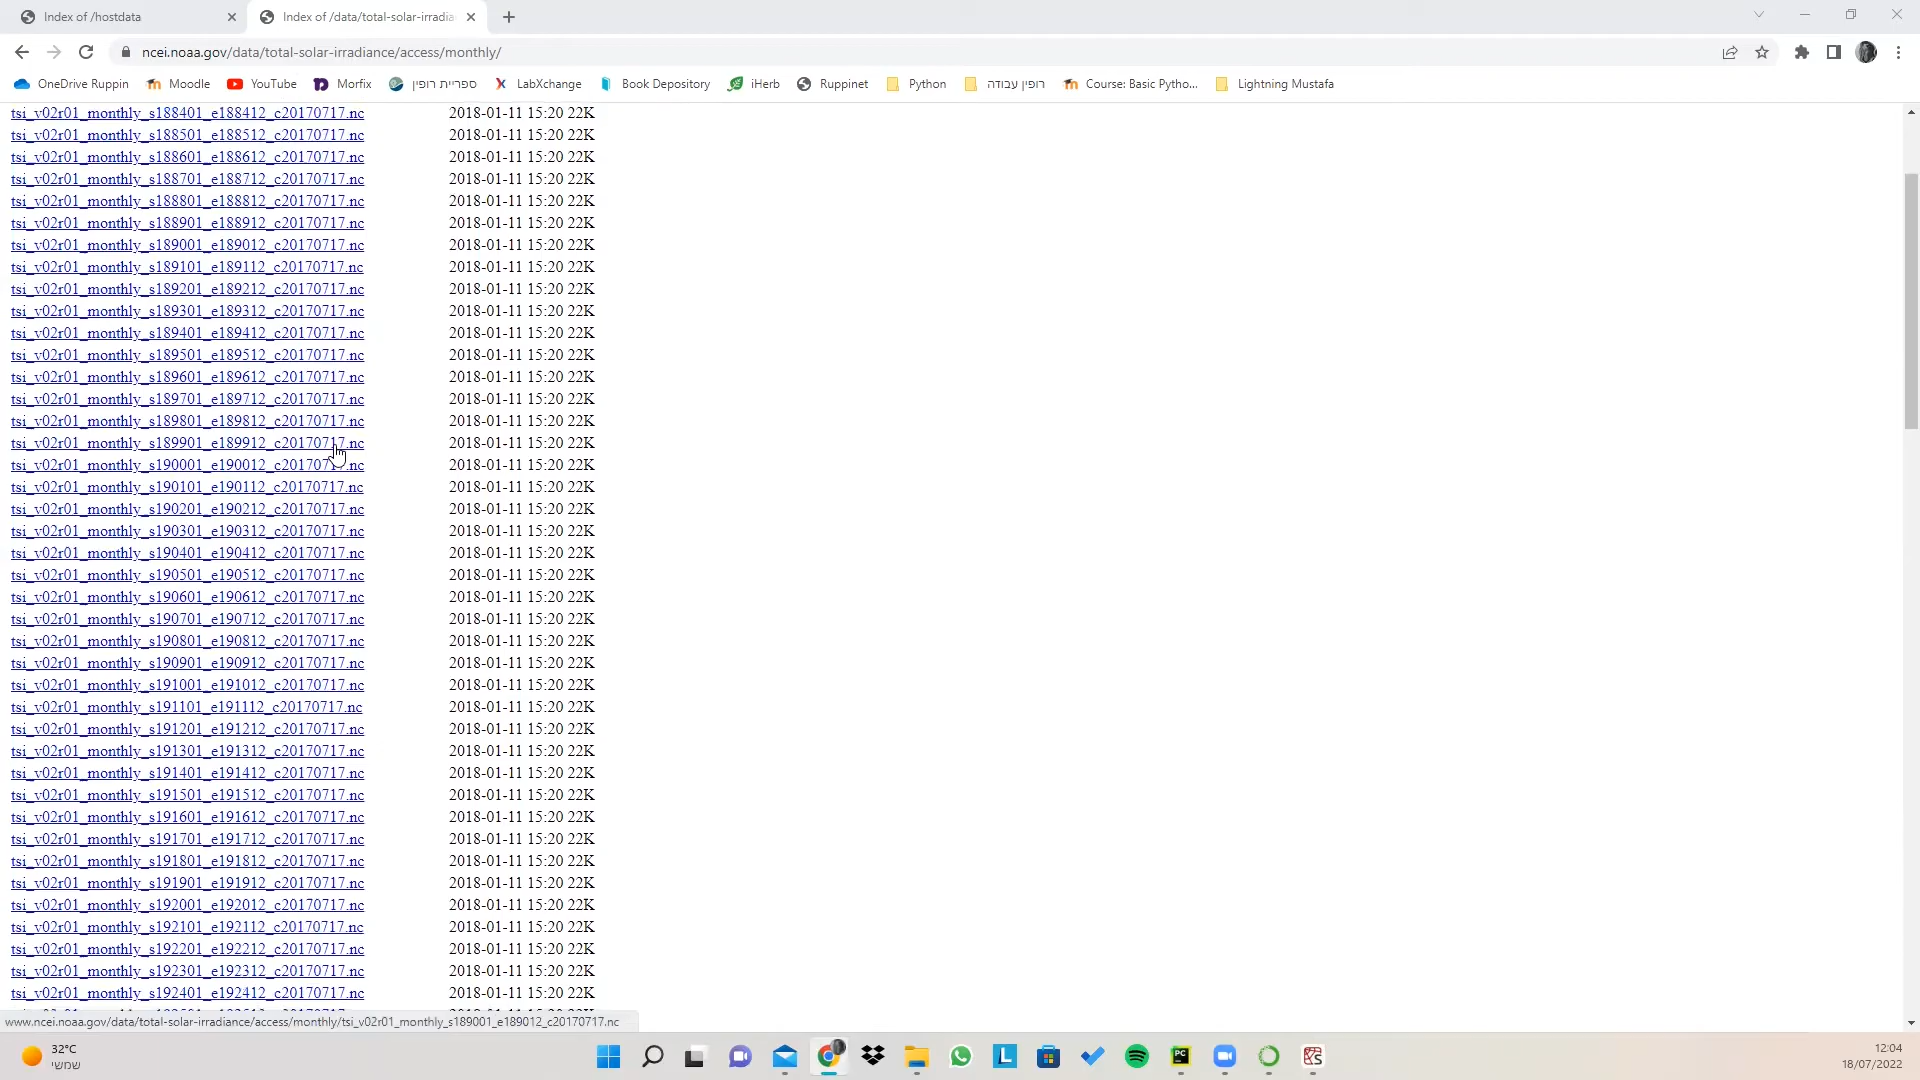 Index of /hostdata
Index of /data/total-solar-irradia
ncei.noaa.gov/data/total-solar-irradiance/access/monthly/
OneDrive Ruppin Moodle YouTube Morfix ספריית רופין LabXchange Book Depository iHerb Ruppinet Python רופין עבודה Course: Basic Pytho... Lightning Mustafa
tsi_v02r01_monthly_s188401_e188412_c20170717.nc 2018-01-11 15:20 22K
tsi_v02r01_monthly_s188501_e188512_c20170717.nc 2018-01-11 15:20 22K
tsi_v02r01_monthly_s188601_e188612_c20170717.nc 2018-01-11 15:20 22K
tsi_v02r01_monthly_s188701_e188712_c20170717.nc 2018-01-11 15:20 22K
tsi_v02r01_monthly_s188801_e188812_c20170717.nc 2018-01-11 15:20 22K
tsi_v02r01_monthly_s188901_e188912_c20170717.nc 2018-01-11 15:20 22K
tsi_v02r01_monthly_s189001_e189012_c20170717.nc 2018-01-11 15:20 22K
tsi_v02r01_monthly_s189101_e189112_c20170717.nc 2018-01-11 15:20 22K
tsi_v02r01_monthly_s189201_e189212_c20170717.nc 2018-01-11 15:20 22K
tsi_v02r01_monthly_s189301_e189312_c20170717.nc 2018-01-11 15:20 22K
tsi_v02r01_monthly_s189401_e189412_c20170717.nc 2018-01-11 15:20 22K
tsi_v02r01_monthly_s189501_e189512_c20170717.nc 2018-01-11 15:20 22K
tsi_v02r01_monthly_s189601_e189612_c20170717.nc 2018-01-11 15:20 22K
tsi_v02r01_monthly_s189701_e189712_c20170717.nc 2018-01-11 15:20 22K
tsi_v02r01_monthly_s189801_e189812_c20170717.nc 2018-01-11 15:20 22K
tsi_v02r01_monthly_s189901_e189912_c20170717.nc 2018-01-11 15:20 22K
tsi_v02r01_monthly_s190001_e190012_c20170717.nc 2018-01-11 15:20 22K
tsi_v02r01_monthly_s190101_e190112_c20170717.nc 2018-01-11 15:20 22K
tsi_v02r01_monthly_s190201_e190212_c20170717.nc 2018-01-11 15:20 22K
tsi_v02r01_monthly_s190301_e190312_c20170717.nc 2018-01-11 15:20 22K
tsi_v02r01_monthly_s190401_e190412_c20170717.nc 2018-01-11 15:20 22K
tsi_v02r01_monthly_s190501_e190512_c20170717.nc 2018-01-11 15:20 22K
tsi_v02r01_monthly_s190601_e190612_c20170717.nc 2018-01-11 15:20 22K
tsi_v02r01_monthly_s190701_e190712_c20170717.nc 2018-01-11 15:20 22K
tsi_v02r01_monthly_s190801_e190812_c20170717.nc 2018-01-11 15:20 22K
tsi_v02r01_monthly_s190901_e190912_c20170717.nc 2018-01-11 15:20 22K
tsi_v02r01_monthly_s191001_e191012_c20170717.nc 2018-01-11 15:20 22K
tsi_v02r01_monthly_s191101_e191112_c20170717.nc 2018-01-11 15:20 22K
tsi_v02r01_monthly_s191201_e191212_c20170717.nc 2018-01-11 15:20 22K
tsi_v02r01_monthly_s191301_e191312_c20170717.nc 2018-01-11 15:20 22K
tsi_v02r01_monthly_s191401_e191412_c20170717.nc 2018-01-11 15:20 22K
tsi_v02r01_monthly_s191501_e191512_c20170717.nc 2018-01-11 15:20 22K
tsi_v02r01_monthly_s191601_e191612_c20170717.nc 2018-01-11 15:20 22K
tsi_v02r01_monthly_s191701_e191712_c20170717.nc 2018-01-11 15:20 22K
tsi_v02r01_monthly_s191801_e191812_c20170717.nc 2018-01-11 15:20 22K
tsi_v02r01_monthly_s191901_e191912_c20170717.nc 2018-01-11 15:20 22K
tsi_v02r01_monthly_s192001_e192012_c20170717.nc 2018-01-11 15:20 22K
tsi_v02r01_monthly_s192101_e192112_c20170717.nc 2018-01-11 15:20 22K
tsi_v02r01_monthly_s192201_e192212_c20170717.nc 2018-01-11 15:20 22K
tsi_v02r01_monthly_s192301_e192312_c20170717.nc 2018-01-11 15:20 22K
tsi_v02r01_monthly_s192401_e192412_c20170717.nc 2018-01-11 15:20 22K
www.ncei.noaa.gov/data/total-solar-irradiance/access/monthly/tsi_v02r01_monthly_s189001_e189012_c20170717.nc
32°C
שמשי
L
PC
12:04
18/07/2022